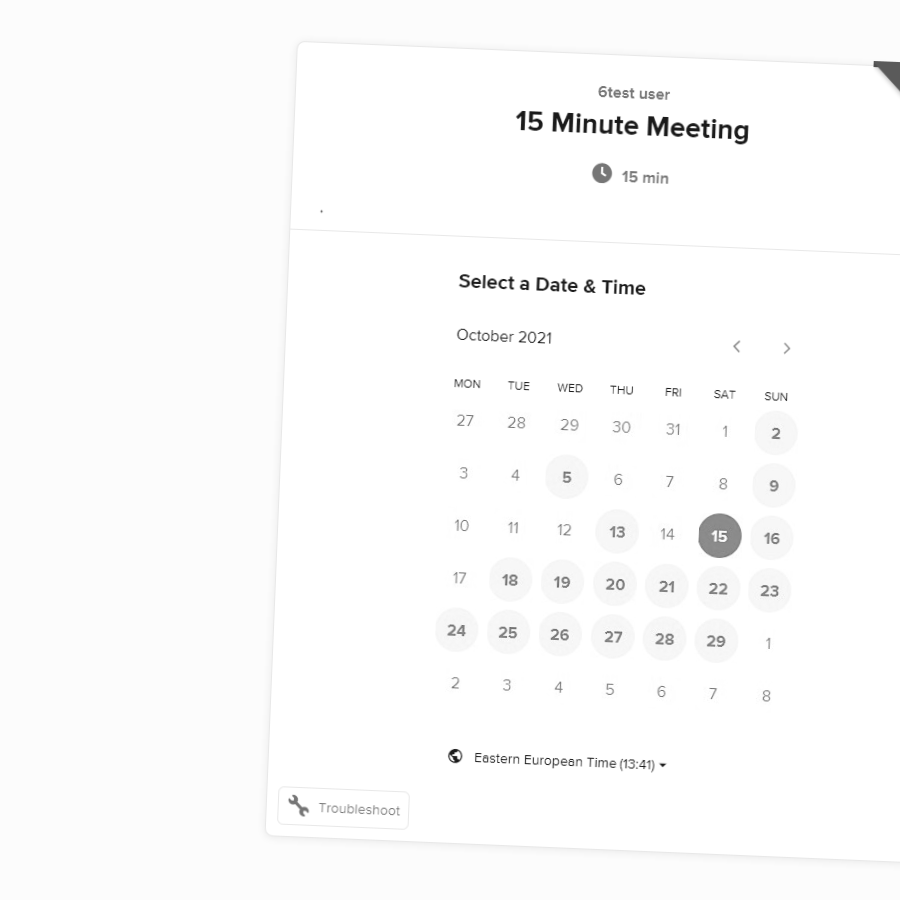 6test user
15 Minute Meeting
15 min
Select a Date & Time
October 2021
MON TUE WED THU FRI SAT SUN
27 28 29 30 31 1 2
3 4 5 6 7 8 9
10 11 12 13 14 15 16
17 18 19 20 21 22 23
24 25 26 27 28 29 1
2 3 4 5 6 7 8
Eastern European Time (13:41)
Troubleshoot